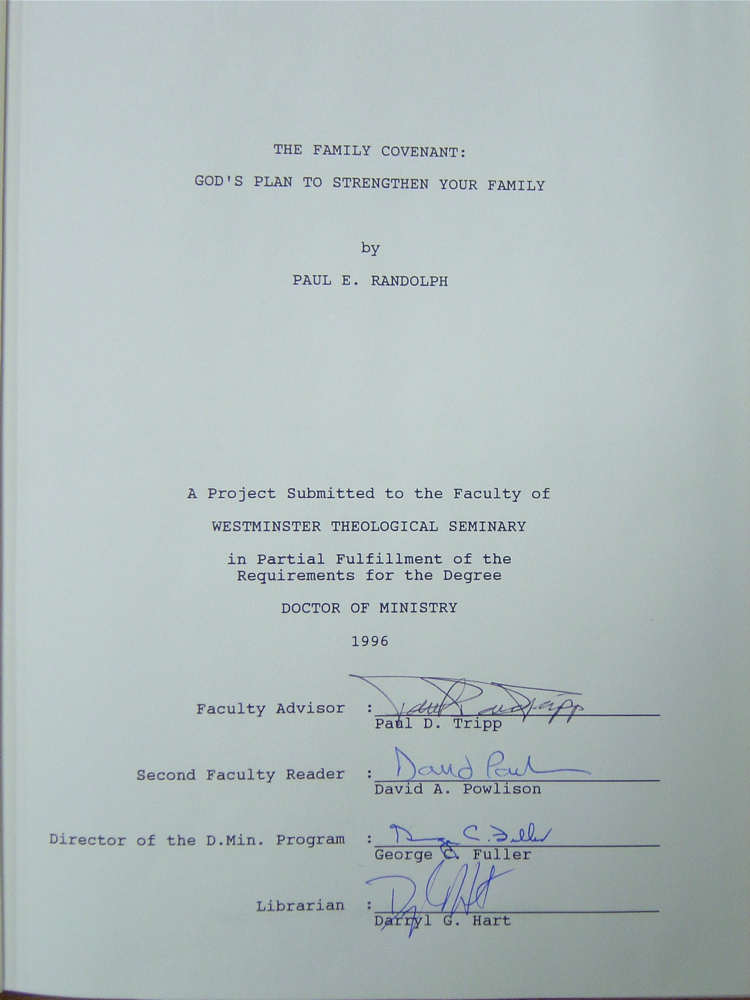 THE FAMILY COVENANT:
GOD'S PLAN TO STRENGTHEN YOUR FAMILY
by
PAUL E. RANDOLPH
A Project Submitted to the Faculty of
WESTMINSTER THEOLOGICAL SEMINARY
in Partial Fulfillment of the
Requirements for the Degree
DOCTOR OF MINISTRY
1996
Faculty Advisor :
Paul D. Tripp
Second Faculty Reader :
David A. Powlison
Director of the D.Min. Program :
George C. Fuller
Librarian :
Darryl G. Hart